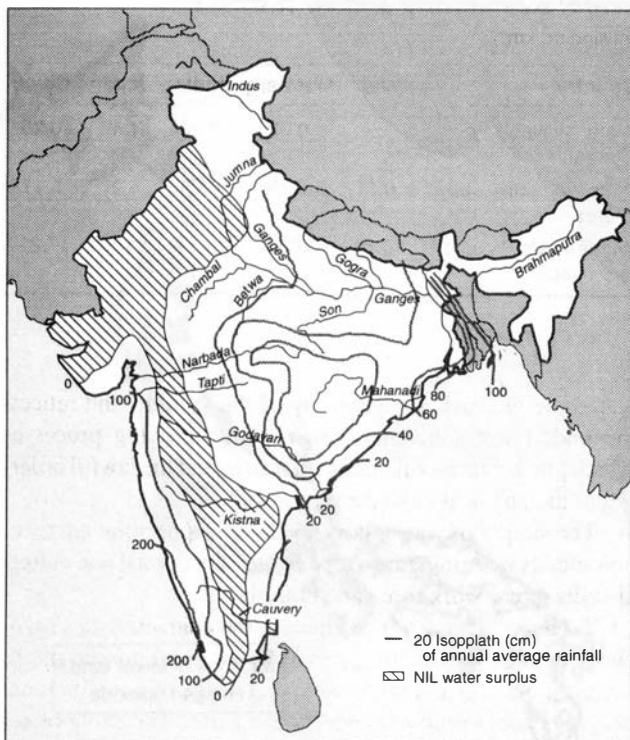 Indus
Jumna
Ganges
Gogra
Brahmaputra
Chambal
Betwa
Son
Ganges
Narbada
Tapti
Mahanadi
0
100
80
60
100
40
20
Godavari
20
20
Kistna
200
Cauvery
200
100
0
20
20 Isopplath (cm)
of annual average rainfall
NIL water surplus